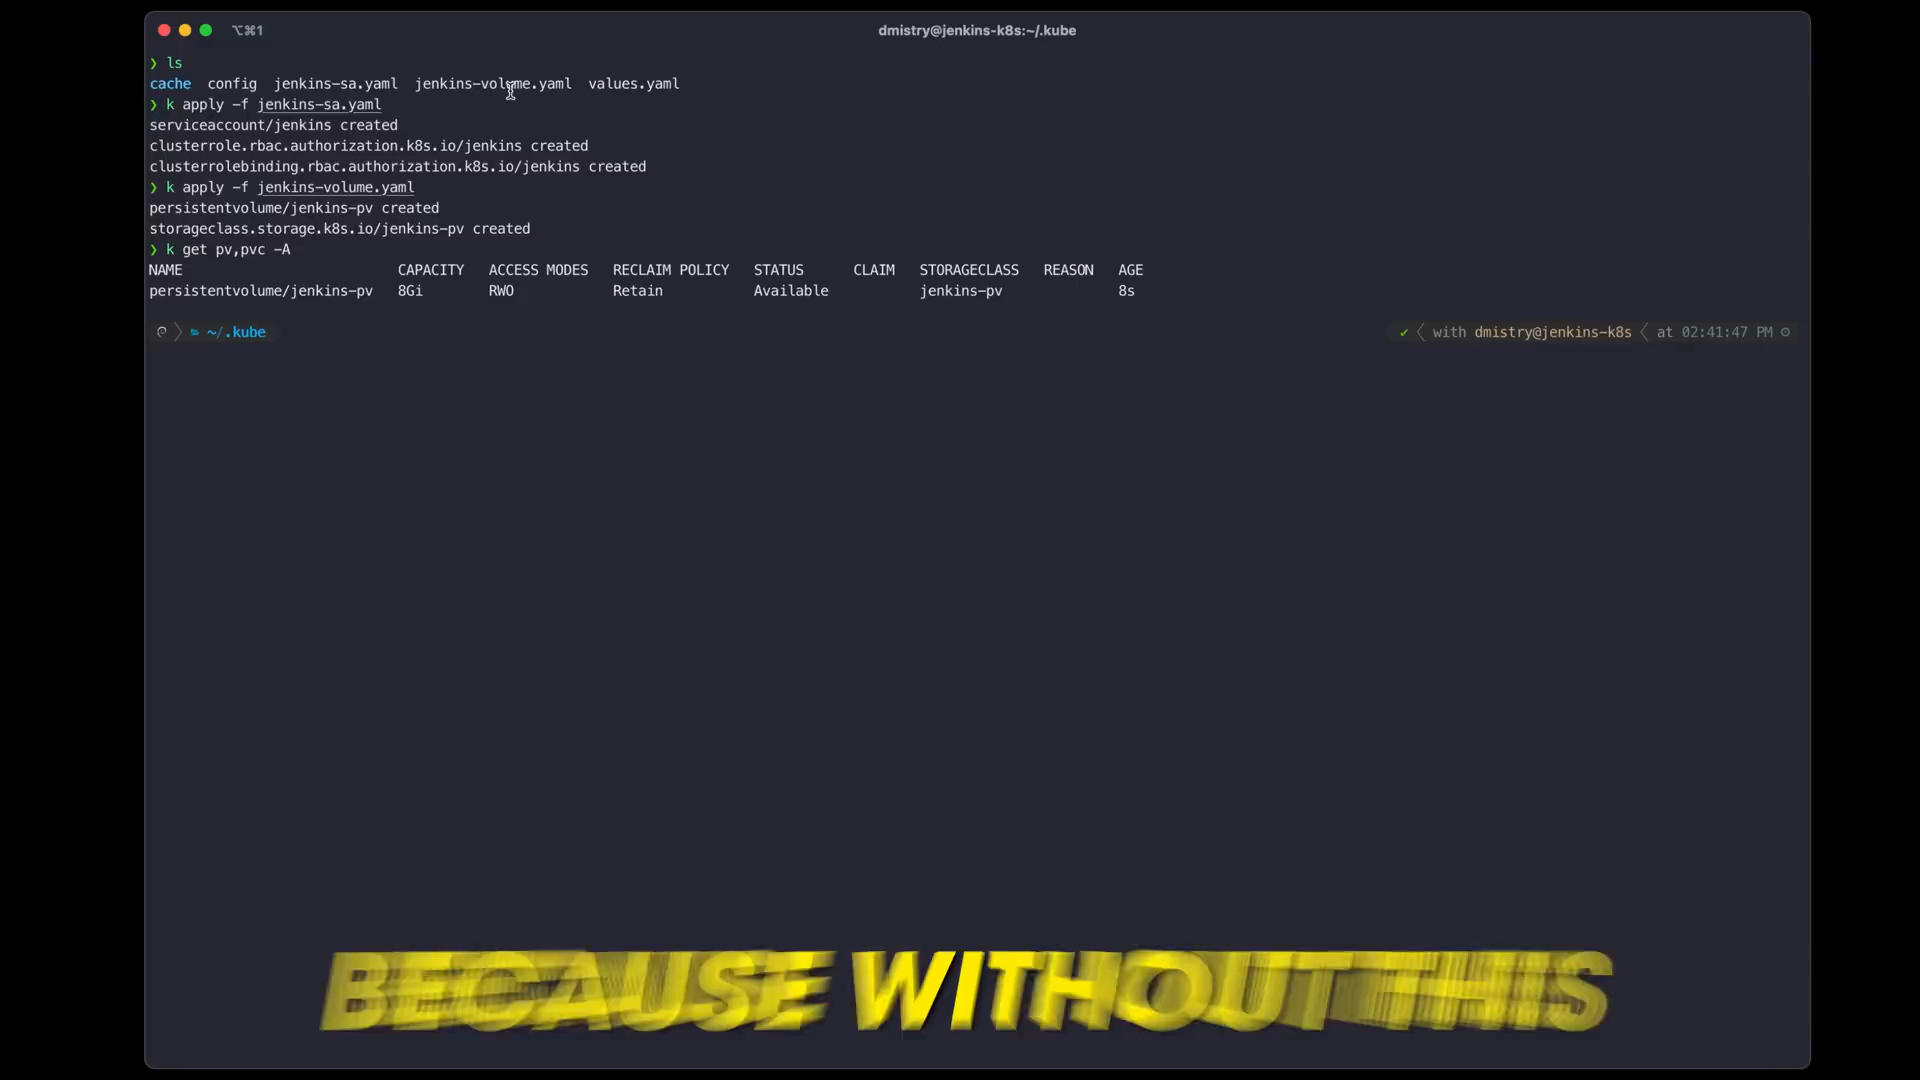 ⌥⌘1
dmistry@jenkins-k8s:~/.kube
❯ ls
cache config jenkins-sa.yaml jenkins-volume.yaml values.yaml
❯ k apply -f jenkins-sa.yaml
serviceaccount/jenkins created
clusterrole.rbac.authorization.k8s.io/jenkins created
clusterrolebinding.rbac.authorization.k8s.io/jenkins created
❯ k apply -f jenkins-volume.yaml
persistentvolume/jenkins-pv created
storageclass.storage.k8s.io/jenkins-pv created
❯ k get pv,pvc -A
NAME CAPACITY ACCESS MODES RECLAIM POLICY STATUS CLAIM STORAGECLASS REASON AGE
persistentvolume/jenkins-pv 8Gi RWO Retain Available jenkins-pv 8s
~/.kube ✔ with dmistry@jenkins-k8s at 02:41:47 PM
BECAUSE WITHOUT THIS